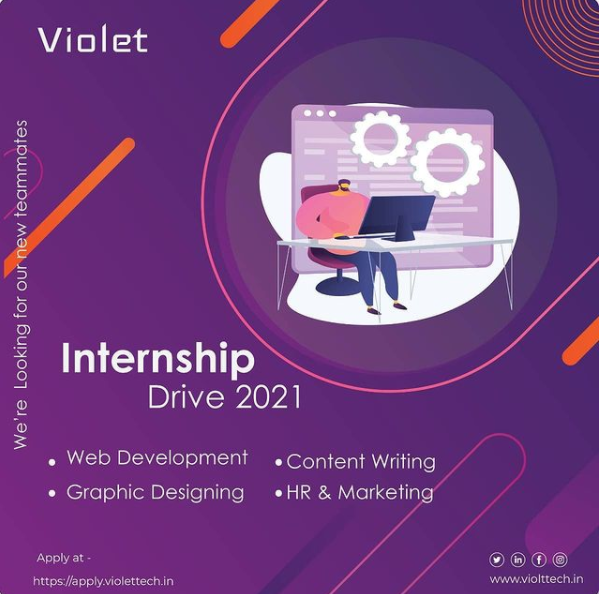 Violet
We're Looking for our new teammates
Internship
Drive 2021
• Web Development
• Graphic Designing
• Content Writing
• HR & Marketing
Apply at -
https://apply.violettech.in
www.violttech.in